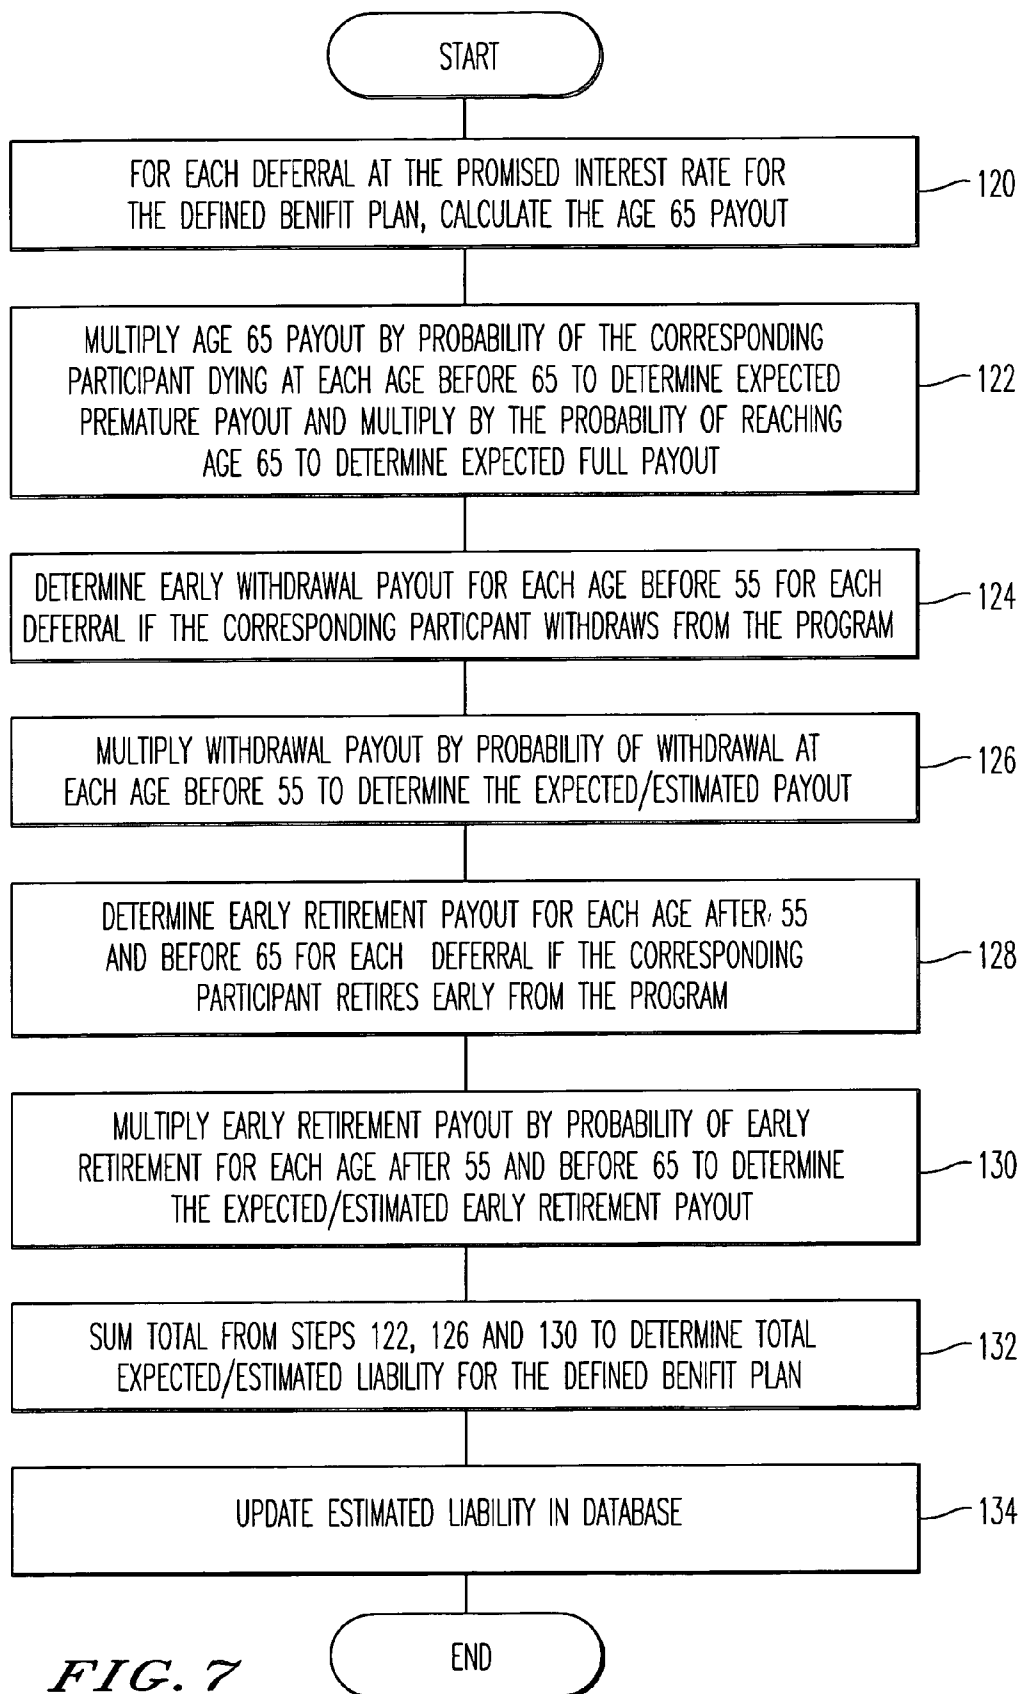 START
FOR EACH DEFERRAL AT THE PROMISED INTEREST RATE FOR
THE DEFINED BENIFIT PLAN, CALCULATE THE AGE 65 PAYOUT
120
MULTIPLY AGE 65 PAYOUT BY PROBABILITY OF THE CORRESPONDING
PARTICIPANT DYING AT EACH AGE BEFORE 65 TO DETERMINE EXPECTED
PREMATURE PAYOUT AND MULTIPLY BY THE PROBABILITY OF REACHING
AGE 65 TO DETERMINE EXPECTED FULL PAYOUT
122
DETERMINE EARLY WITHDRAWAL PAYOUT FOR EACH AGE BEFORE 55 FOR EACH
DEFERRAL IF THE CORRESPONDING PARTICPANT WITHDRAWS FROM THE PROGRAM
124
MULTIPLY WITHDRAWAL PAYOUT BY PROBABILITY OF WITHDRAWAL AT
EACH AGE BEFORE 55 TO DETERMINE THE EXPECTED/ESTIMATED PAYOUT
126
DETERMINE EARLY RETIREMENT PAYOUT FOR EACH AGE AFTER 55
AND BEFORE 65 FOR EACH DEFERRAL IF THE CORRESPONDING
PARTICIPANT RETIRES EARLY FROM THE PROGRAM
128
MULTIPLY EARLY RETIREMENT PAYOUT BY PROBABILITY OF EARLY
RETIREMENT FOR EACH AGE AFTER 55 AND BEFORE 65 TO DETERMINE
THE EXPECTED/ESTIMATED EARLY RETIREMENT PAYOUT
130
SUM TOTAL FROM STEPS 122, 126 AND 130 TO DETERMINE TOTAL
EXPECTED/ESTIMATED LIABILITY FOR THE DEFINED BENIFIT PLAN
132
UPDATE ESTIMATED LIABILITY IN DATABASE
134
END
FIG. 7